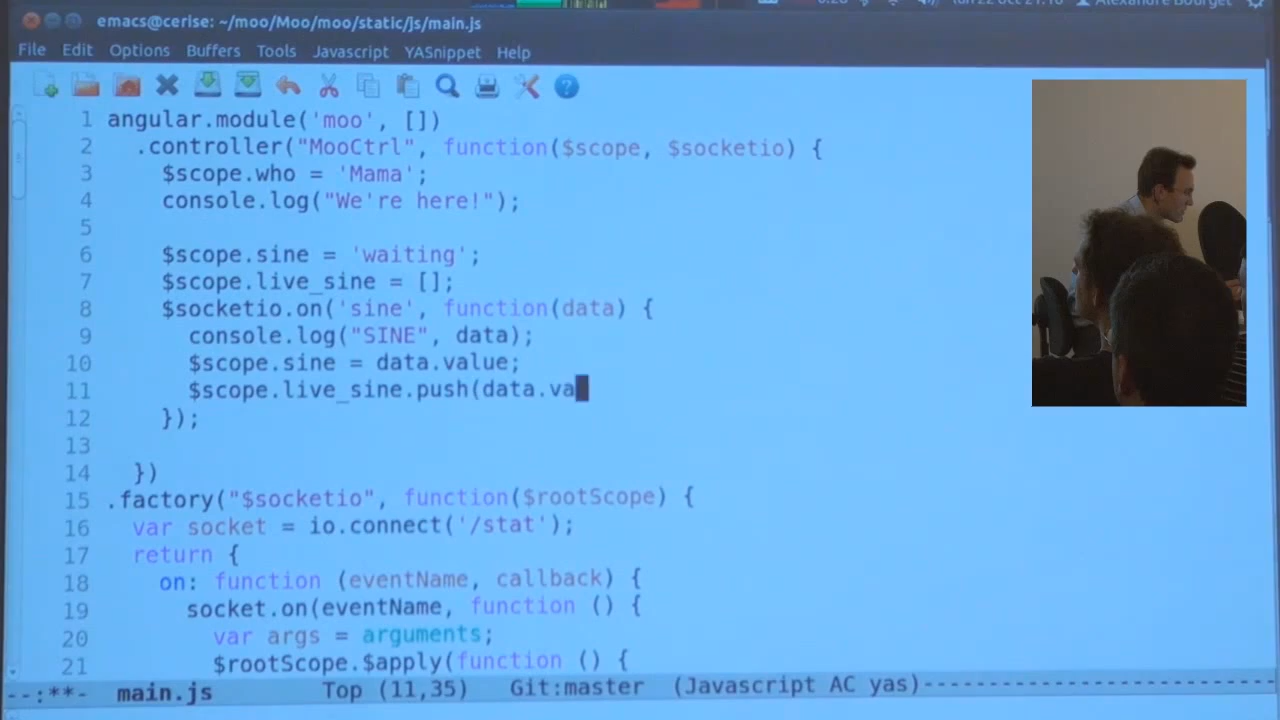 emacs@cerise: ~/moo/Moo/moo/static/js/main.js
File Edit Options Buffers Tools Javascript YASnippet Help
1 angular.module('moo', [])
2 .controller("MooCtrl", function($scope, $socketio) {
3 $scope.who = 'Mama';
4 console.log("We're here!");
5
6 $scope.sine = 'waiting';
7 $scope.live_sine = [];
8 $socketio.on('sine', function(data) {
9 console.log("SINE", data);
10 $scope.sine = data.value;
11 $scope.live_sine.push(data.va
12 });
13
14 })
15 .factory("$socketio", function($rootScope) {
16 var socket = io.connect('/stat');
17 return {
18 on: function (eventName, callback) {
19 socket.on(eventName, function () {
20 var args = arguments;
21 $rootScope.$apply(function () {
--:**- main.js Top (11,35) Git:master (Javascript AC yas)----------------------------